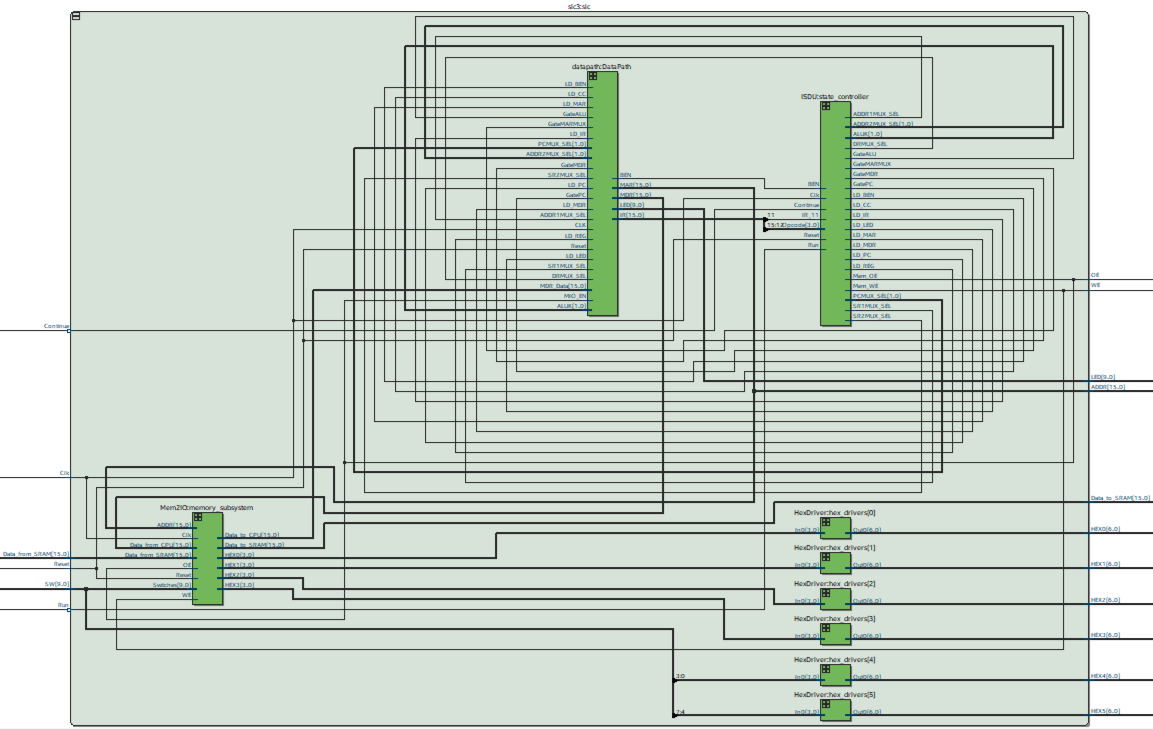 slc3:slc
datapath:DataPath
LD_BEN
LD_CC
LD_MAR
GateALU
GateMARMUX
LD_IR
PCMUX_SEL[1:0]
ADDR2MUX_SEL[1:0]
GateMDR
SR2MUX_SEL
LD_PC
GatePC
LD_MDR
ADDR1MUX_SEL
CLK
LD_REG
Reset
LD_LED
SR1MUX_SEL
DRMUX_SEL
MDR_Data[15:0]
MIO_EN
ALUK[1:0]
BEN
MAR[15:0]
MDR[15:0]
LED[9:0]
IR[15:0]
ISDU:state_controller
BEN
Clk
Continue
11
IR_11
15:12
Opcode[3:0]
Reset
Run
ADDR1MUX_SEL
ADDR2MUX_SEL[1:0]
ALUK[1:0]
DRMUX_SEL
GateALU
GateMARMUX
GateMDR
GatePC
LD_BEN
LD_CC
LD_IR
LD_LED
LD_MAR
LD_MDR
LD_PC
LD_REG
Mem_OE
Mem_WE
PCMUX_SEL[1:0]
SR1MUX_SEL
SR2MUX_SEL
OE
WE
Continue
LED[9:0]
ADDR[15:0]
Clk
Data_to_SRAM[15:0]
Mem2IO:memory_subsystem
ADDR[15:0]
Clk
Data_from_CPU[15:0]
Data_from_SRAM[15:0]
OE
Reset
Switches[9:0]
WE
Data_to_CPU[15:0]
Data_to_SRAM[15:0]
HEX0[3:0]
HEX1[3:0]
HEX2[3:0]
HEX3[3:0]
Data_from_SRAM[15:0]
Reset
SW[9:0]
Run
HexDriver:hex_drivers[0]
In0[3:0]
Out0[6:0]
HEX0[6:0]
HexDriver:hex_drivers[1]
In0[3:0]
Out0[6:0]
HEX1[6:0]
HexDriver:hex_drivers[2]
In0[3:0]
Out0[6:0]
HEX2[6:0]
HexDriver:hex_drivers[3]
In0[3:0]
Out0[6:0]
HEX3[6:0]
HexDriver:hex_drivers[4]
3:0
In0[3:0]
Out0[6:0]
HEX4[6:0]
HexDriver:hex_drivers[5]
7:4
In0[3:0]
Out0[6:0]
HEX5[6:0]